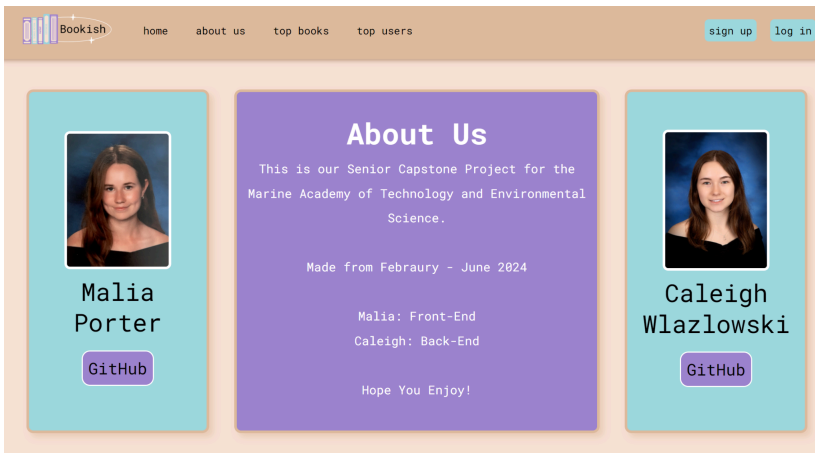 Bookish
home
about us
top books
top users
sign up
log in
Malia
Porter
GitHub
About Us
This is our Senior Capstone Project for the
Marine Academy of Technology and Environmental
Science.
Made from Febraury - June 2024
Malia: Front-End
Caleigh: Back-End
Hope You Enjoy!
Caleigh
Wlazlowski
GitHub